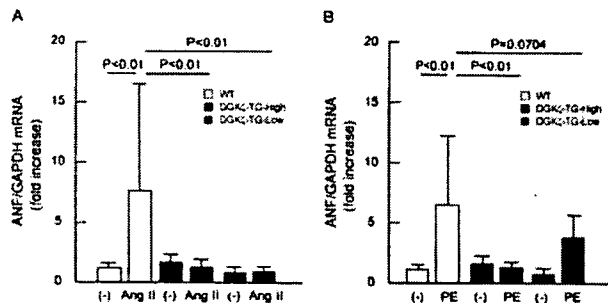 A
P<0.01
P<0.01
P<0.01
WT
DGKζ-TG-High
DGKζ-TG-Low
ANF/GAPDH mRNA
(fold increase)
20
15
10
5
0
(-) Ang II (-) Ang II (-) Ang II
B
P=0.0704
P<0.01
P<0.01
WT
DGKζ-TG-High
DGKζ-TG-Low
ANF/GAPDH mRNA
(fold increase)
20
15
10
5
0
(-) PE (-) PE (-) PE